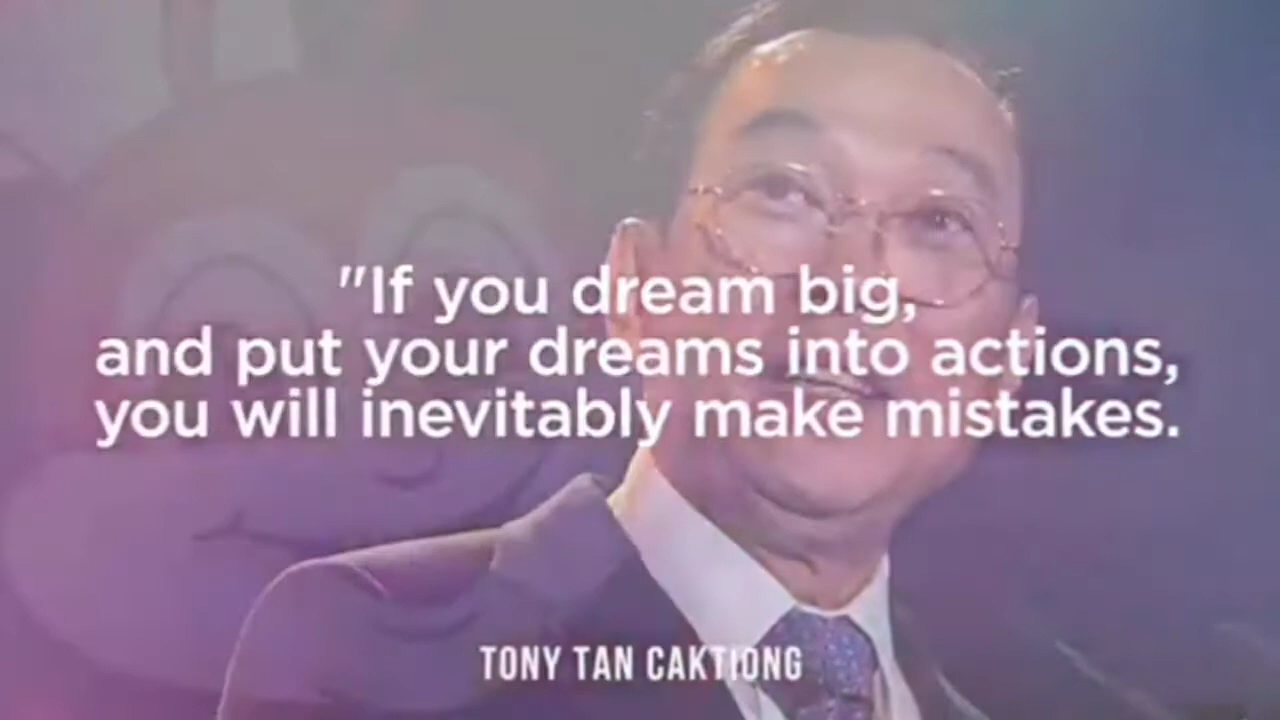 "If you dream big,
and put your dreams into actions,
you will inevitably make mistakes.
TONY TAN CAKTIONG